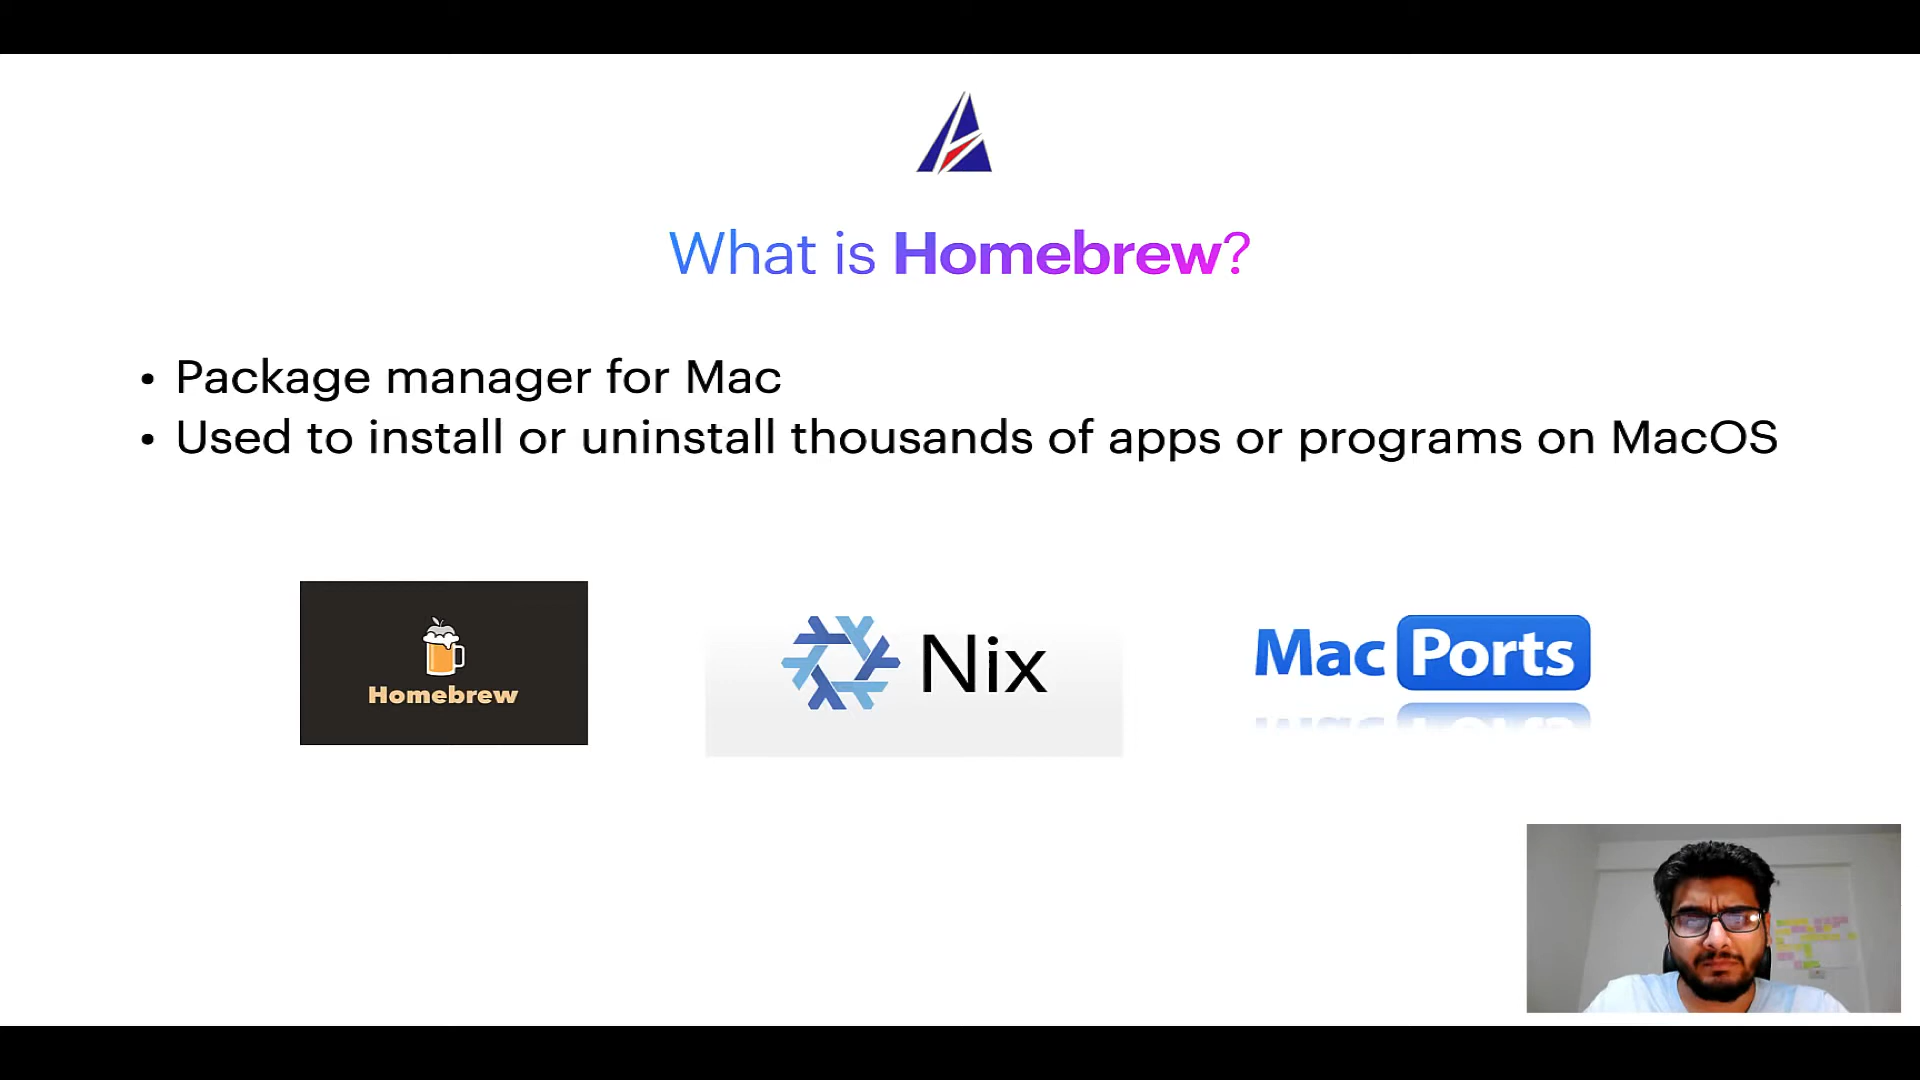 What is Homebrew?
• Package manager for Mac
• Used to install or uninstall thousands of apps or programs on MacOS
Homebrew
Nix
Mac Ports